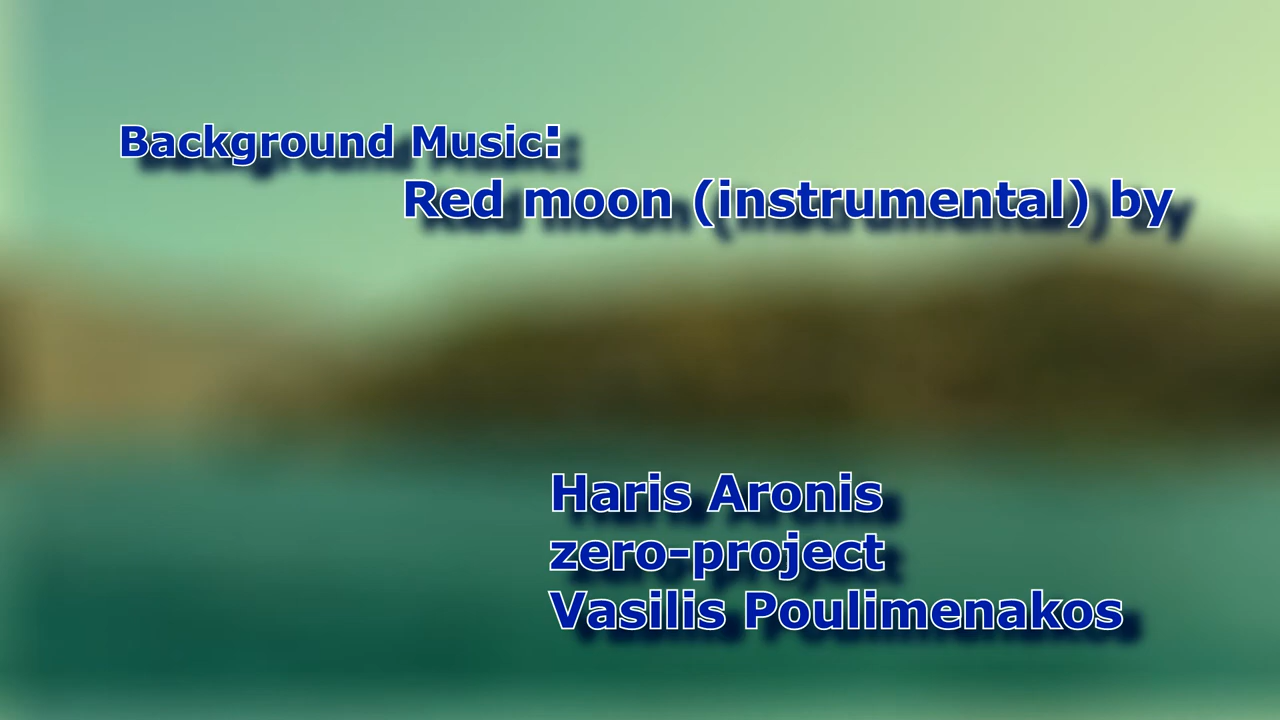 Background Music:
Red moon (instrumental) by
Haris Aronis
zero-project
Vasilis Poulimenakos